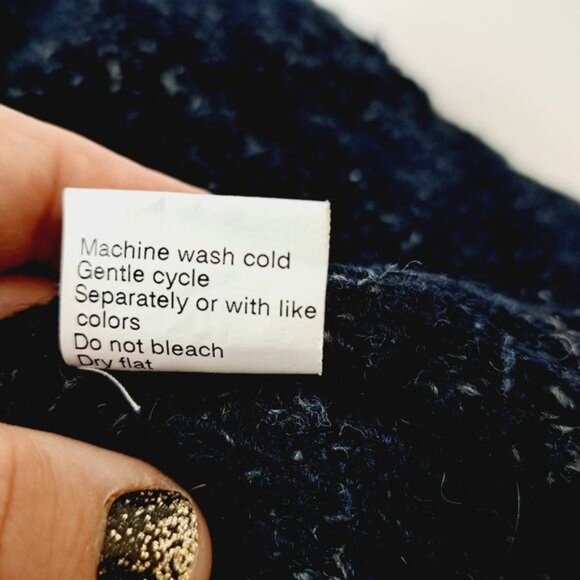 Machine wash cold
Gentle cycle
Separately or with like
colors
Do not bleach
Dry flat